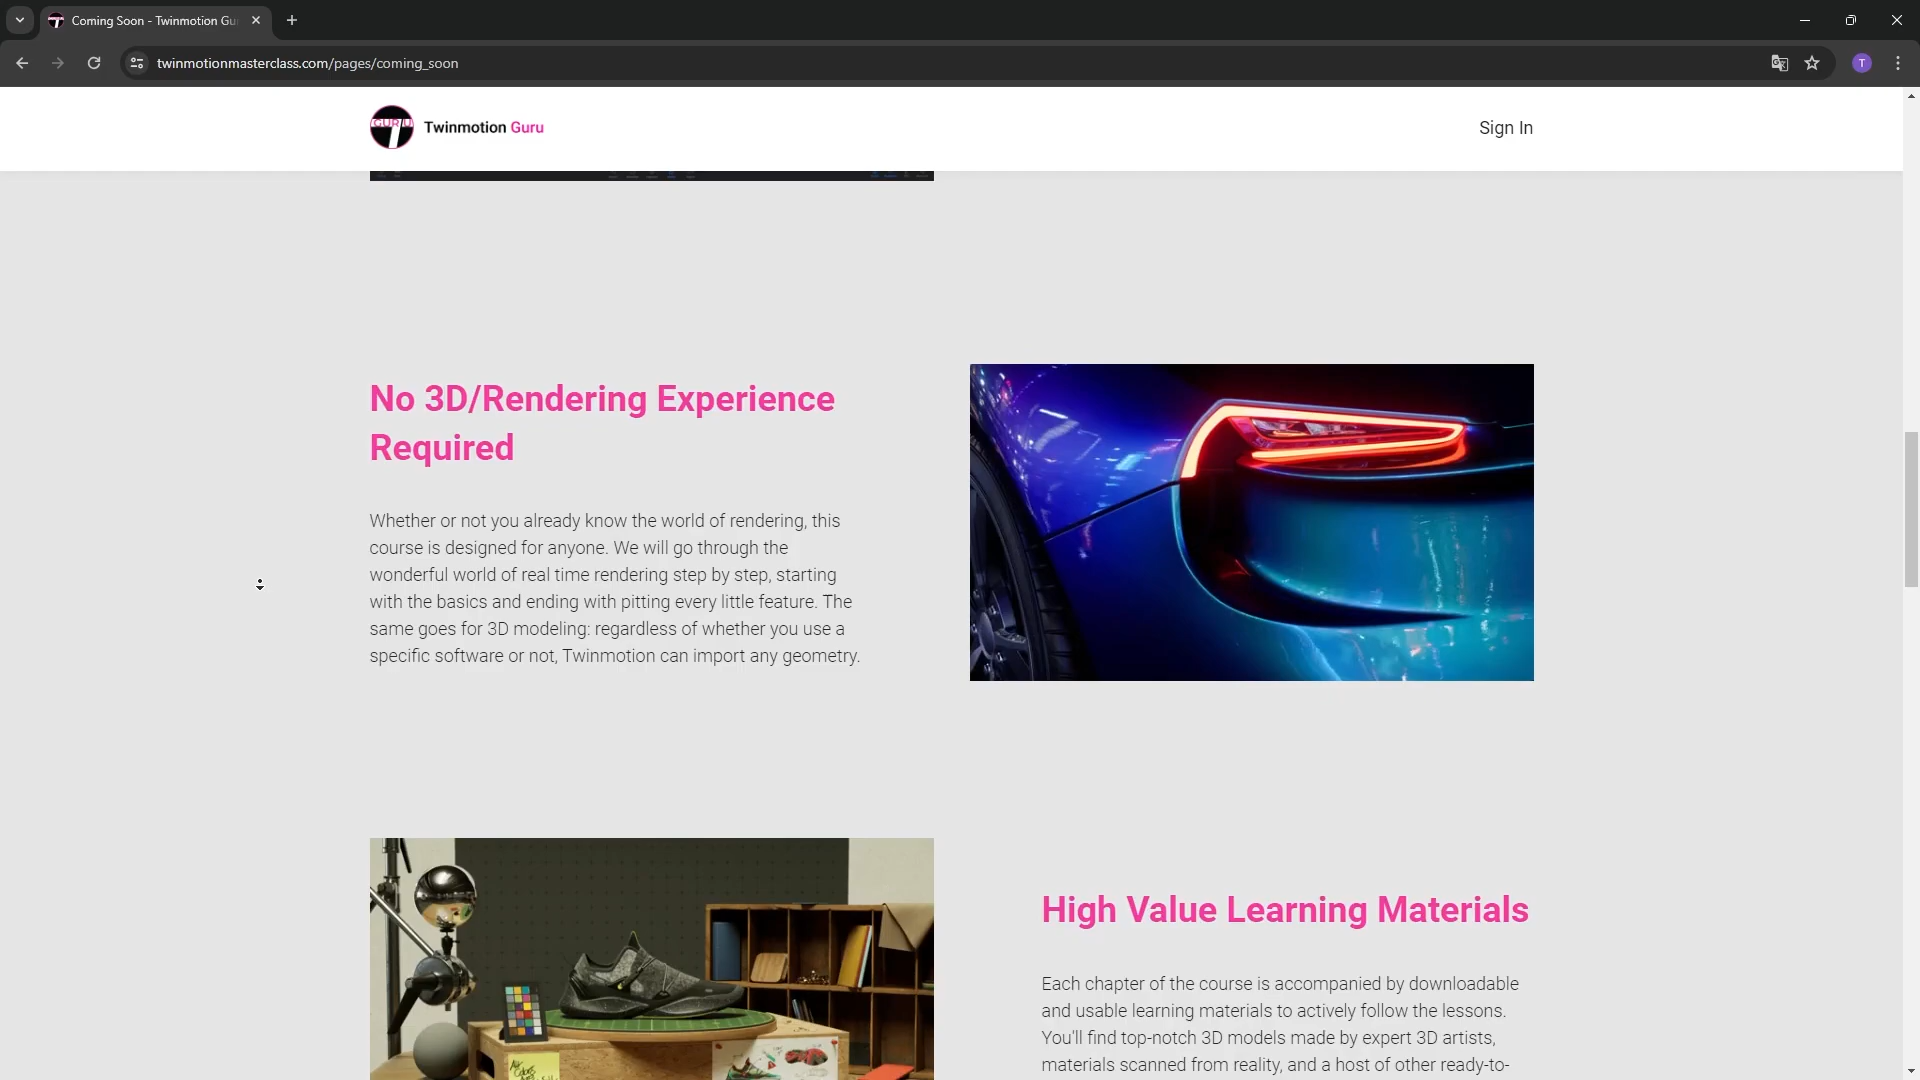 Coming Soon - Twinmotion Gu
twinmotionmasterclass.com/pages/coming_soon
T
GURU
Twinmotion Guru
Sign In
No 3D/Rendering Experience
Required
Whether or not you already know the world of rendering, this
course is designed for anyone. We will go through the
wonderful world of real time rendering step by step, starting
with the basics and ending with pitting every little feature. The
same goes for 3D modeling: regardless of whether you use a
specific software or not, Twinmotion can import any geometry.
High Value Learning Materials
Each chapter of the course is accompanied by downloadable
and usable learning materials to actively follow the lessons.
You'll find top-notch 3D models made by expert 3D artists,
materials scanned from reality, and a host of other ready-to-